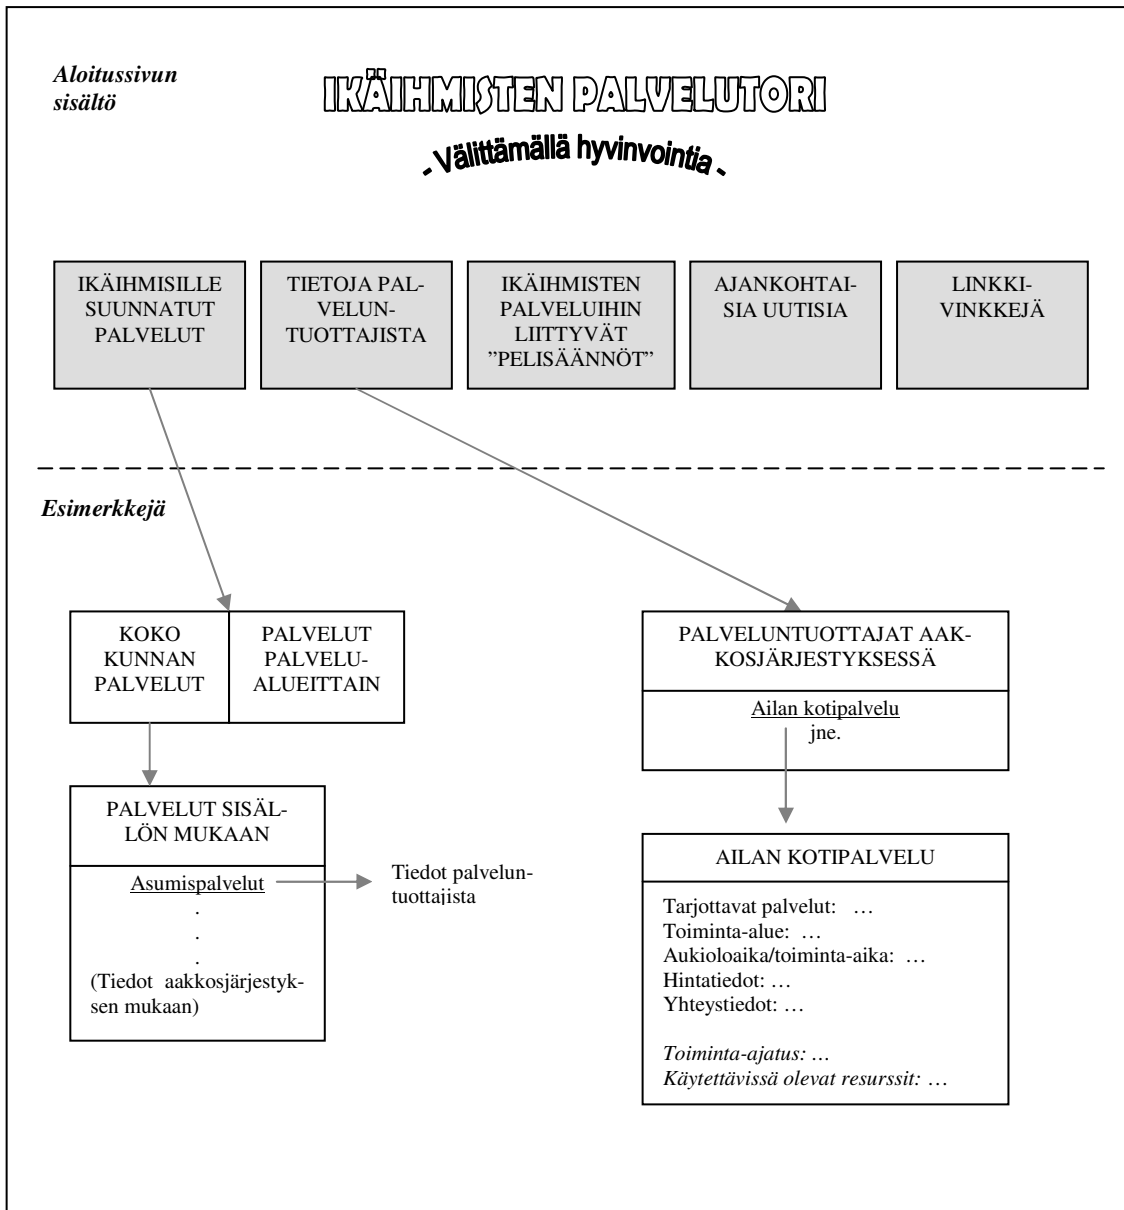 Aloitussivun
sisältö
IKÄIHMISTEN PALVELUTORI
- Välittämällä hyvinvointia -
IKÄIHMISILLE
SUUNNATUT
PALVELUT
TIETOJA PAL-
VELUN-
TUOTTAJISTA
IKÄIHMISTEN
PALVELUIHIN
LIITTYVÄT
”PELISÄÄNNÖT”
AJANKOHTAI-
SIA UUTISIA
LINKKI-
VINKKEJÄ
Esimerkkejä
KOKO
KUNNAN
PALVELUT
PALVELUT
PALVELU-
ALUEITTAIN
PALVELUT SISÄL-
LÖN MUKAAN
Asumispalvelut
.
.
.
(Tiedot aakkosjärjestyk-
sen mukaan)
Tiedot palvelun-
tuottajista
PALVELUNTUOTTAJAT AAK-
KOSJÄRJESTYKSESSÄ
Ailan kotipalvelu
jne.
AILAN KOTIPALVELU
Tarjottavat palvelut: …
Toiminta-alue: …
Aukioloaika/toiminta-aika: …
Hintatiedot: …
Yhteystiedot: …
Toiminta-ajatus: …
Käytettävissä olevat resurssit: …